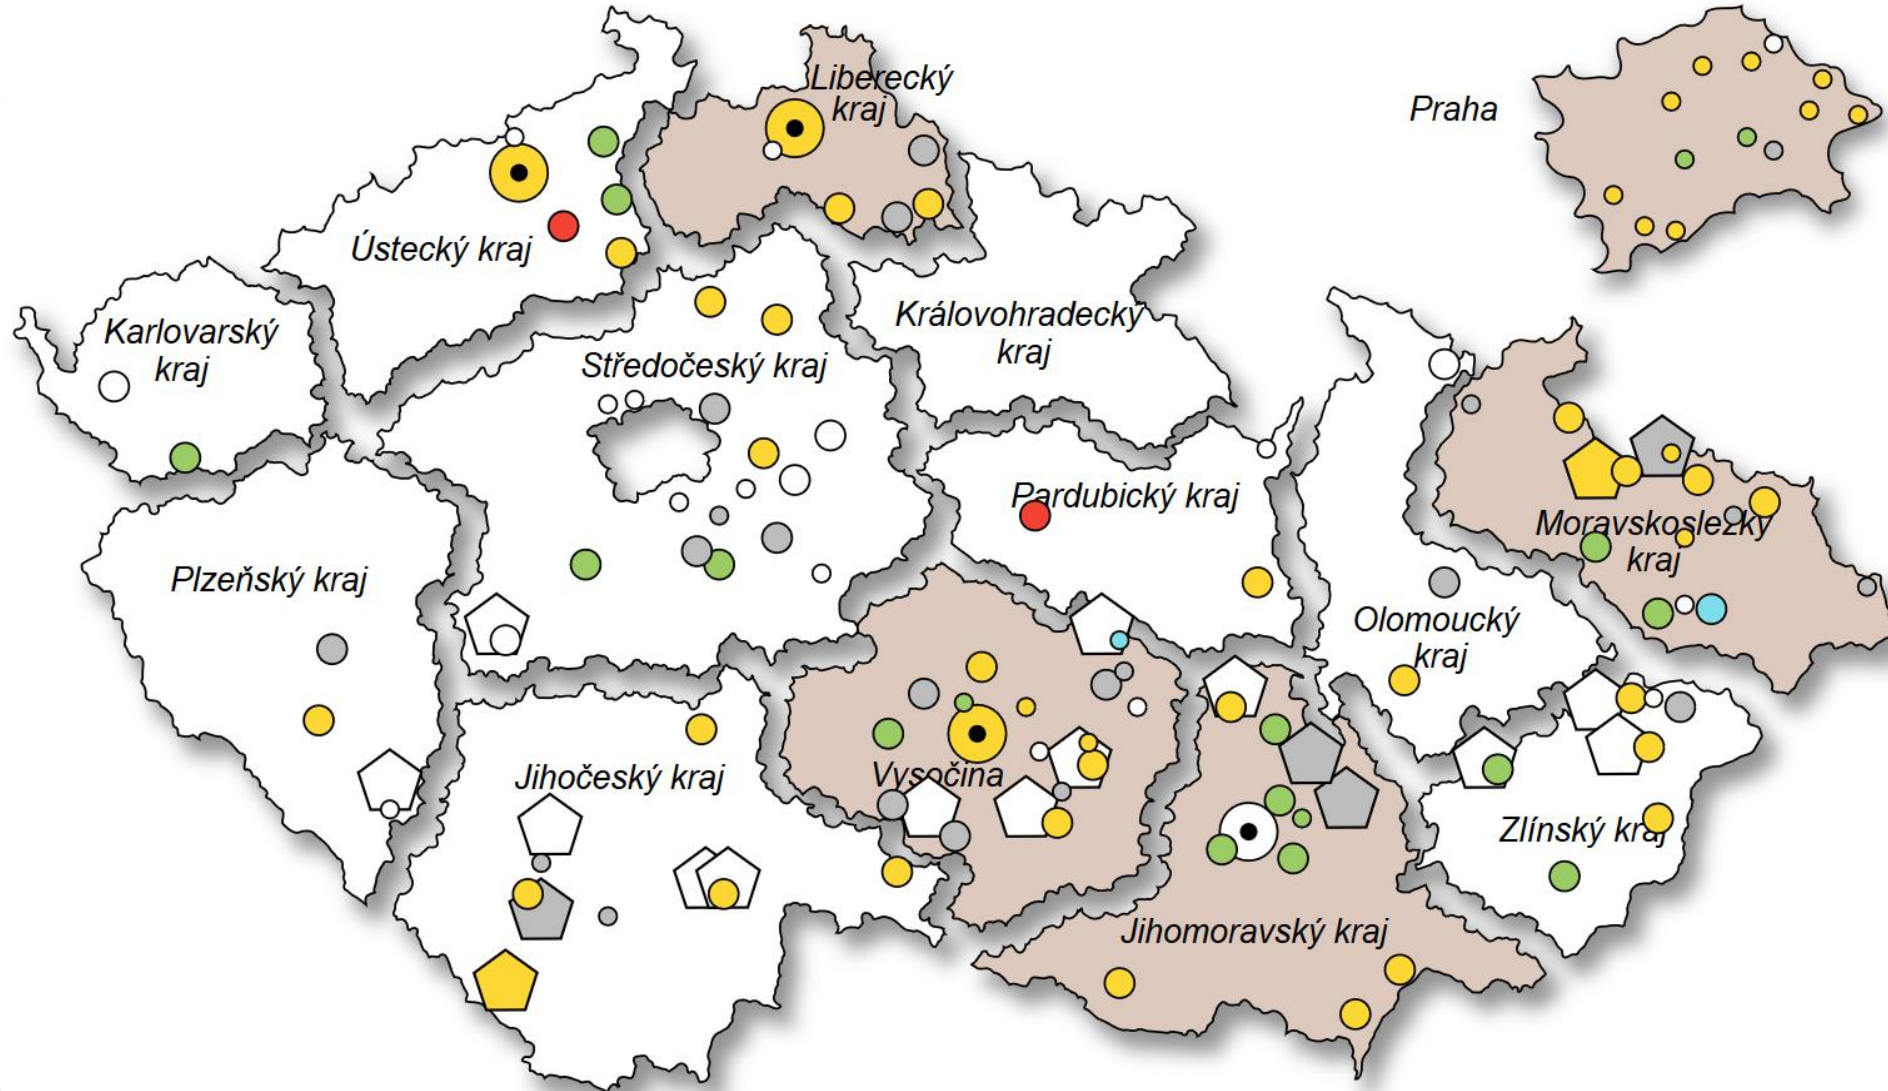 Liberecký
kraj
Praha
Ústecký kraj
Karlovarský
kraj
Středočeský kraj
Královohradecký
kraj
Pardubický kraj
Moravskoslezký
kraj
Plzeňský kraj
Olomoucký
kraj
Jihočeský kraj
Vysočina
Zlínský kraj
Jihomoravský kraj